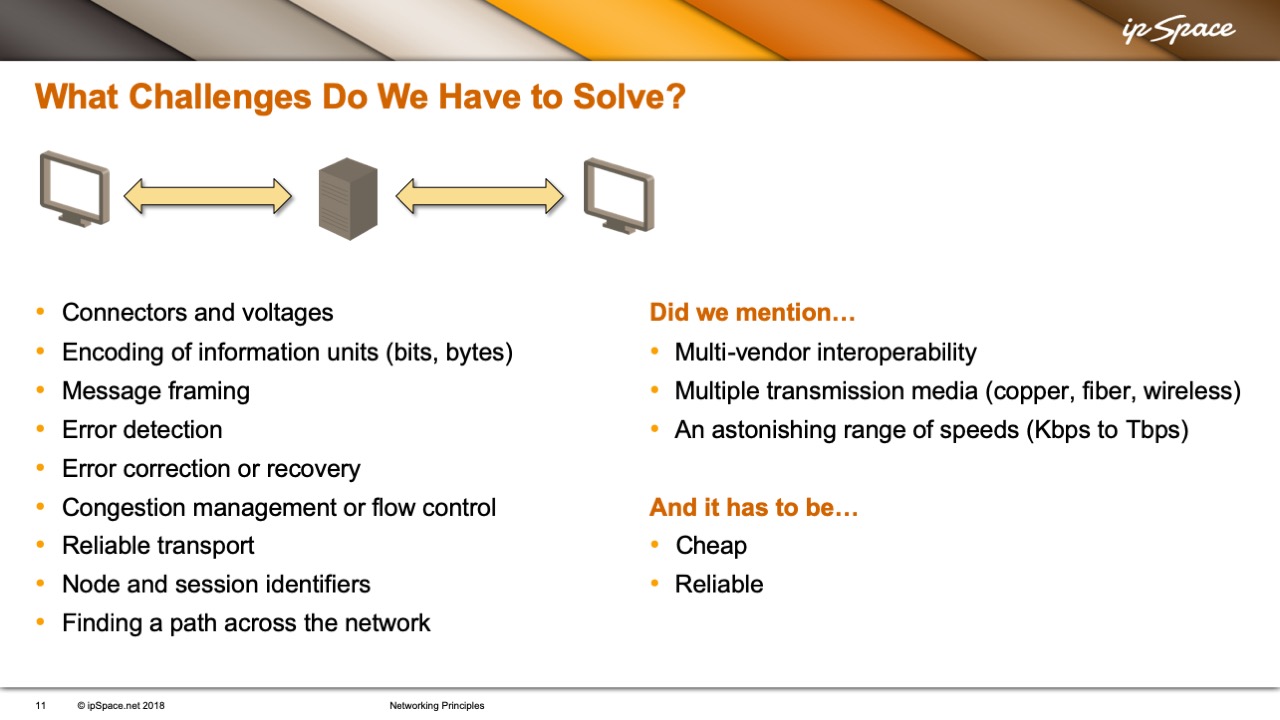 ip Space
What Challenges Do We Have to Solve?
• Connectors and voltages
• Encoding of information units (bits, bytes)
• Message framing
• Error detection
• Error correction or recovery
• Congestion management or flow control
• Reliable transport
• Node and session identifiers
• Finding a path across the network
Did we mention…
• Multi-vendor interoperability
• Multiple transmission media (copper, fiber, wireless)
• An astonishing range of speeds (Kbps to Tbps)
And it has to be…
• Cheap
• Reliable
11 © ipSpace.net 2018 Networking Principles